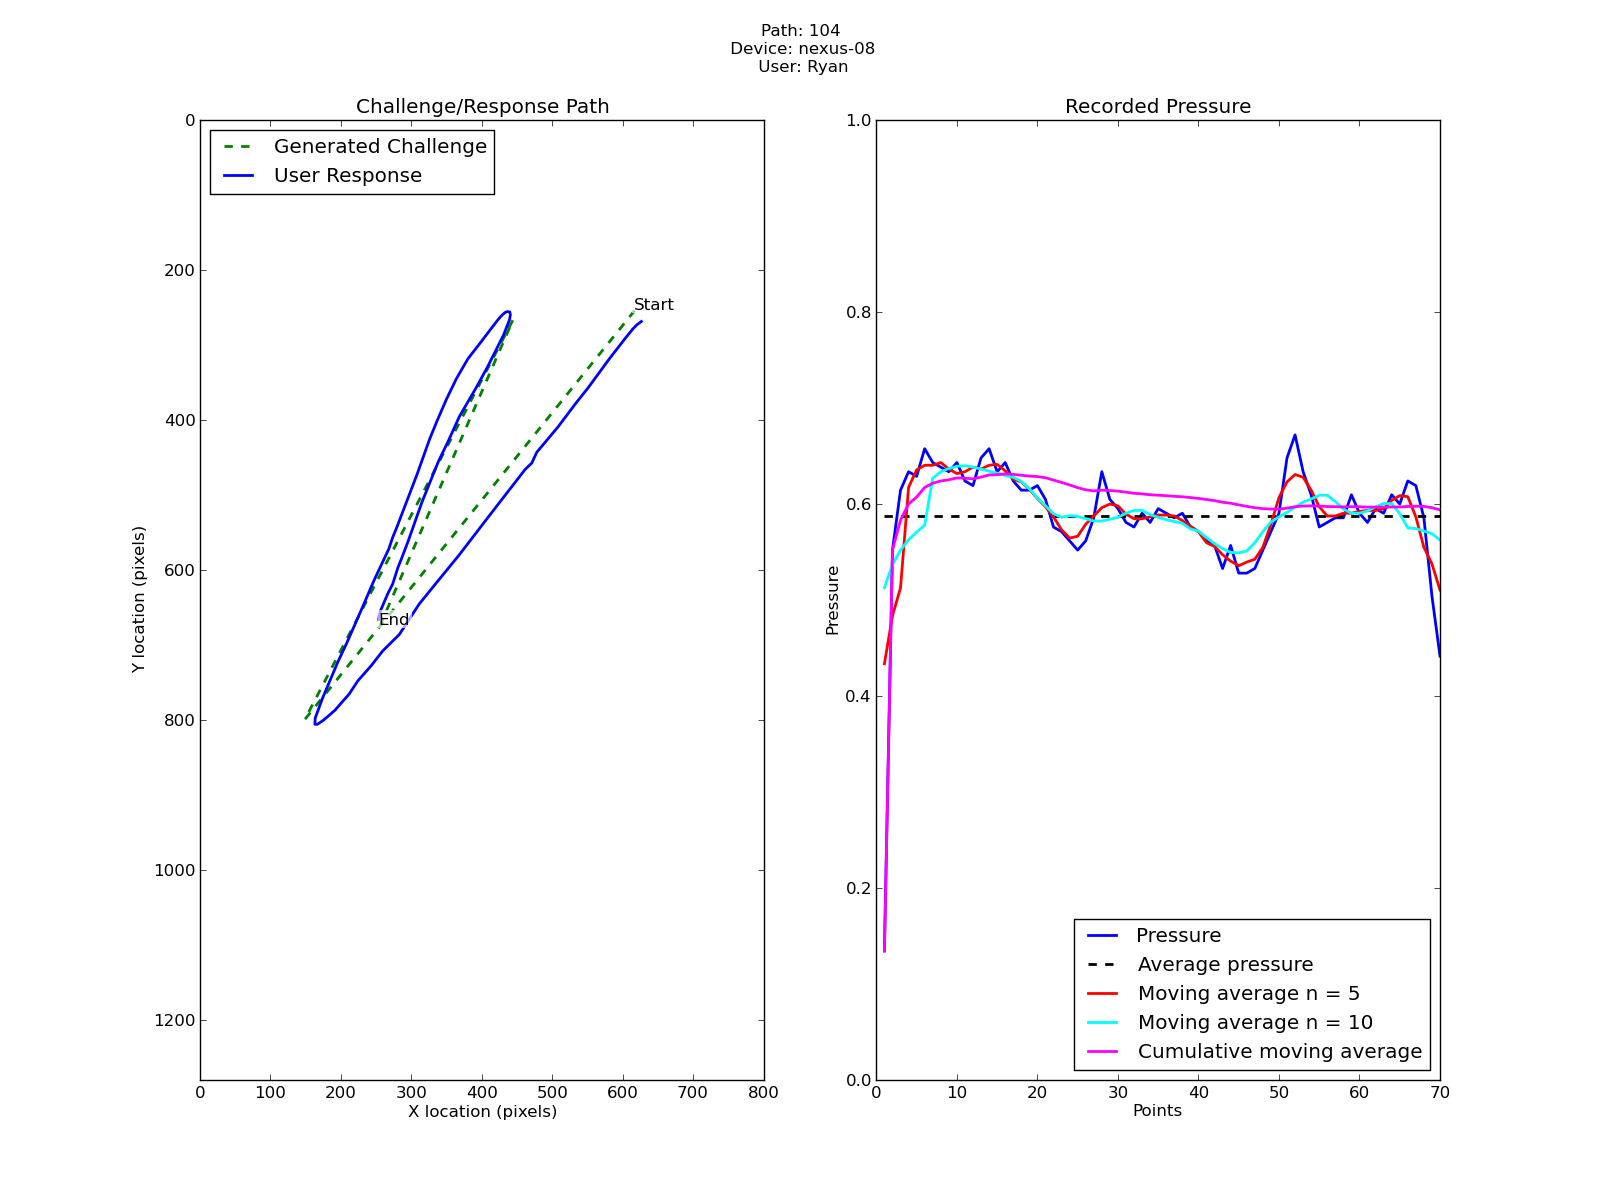 Path: 104
Device: nexus-08
User: Ryan
Challenge/Response Path
Generated Challenge
User Response
Start
End
0
200
400
600
800
1000
1200
Y location (pixels)
0 100 200 300 400 500 600 700 800
X location (pixels)
Recorded Pressure
1.0
0.8
0.6
0.4
0.2
0.0
Pressure
Pressure
Average pressure
Moving average n = 5
Moving average n = 10
Cumulative moving average
0 10 20 30 40 50 60 70
Points